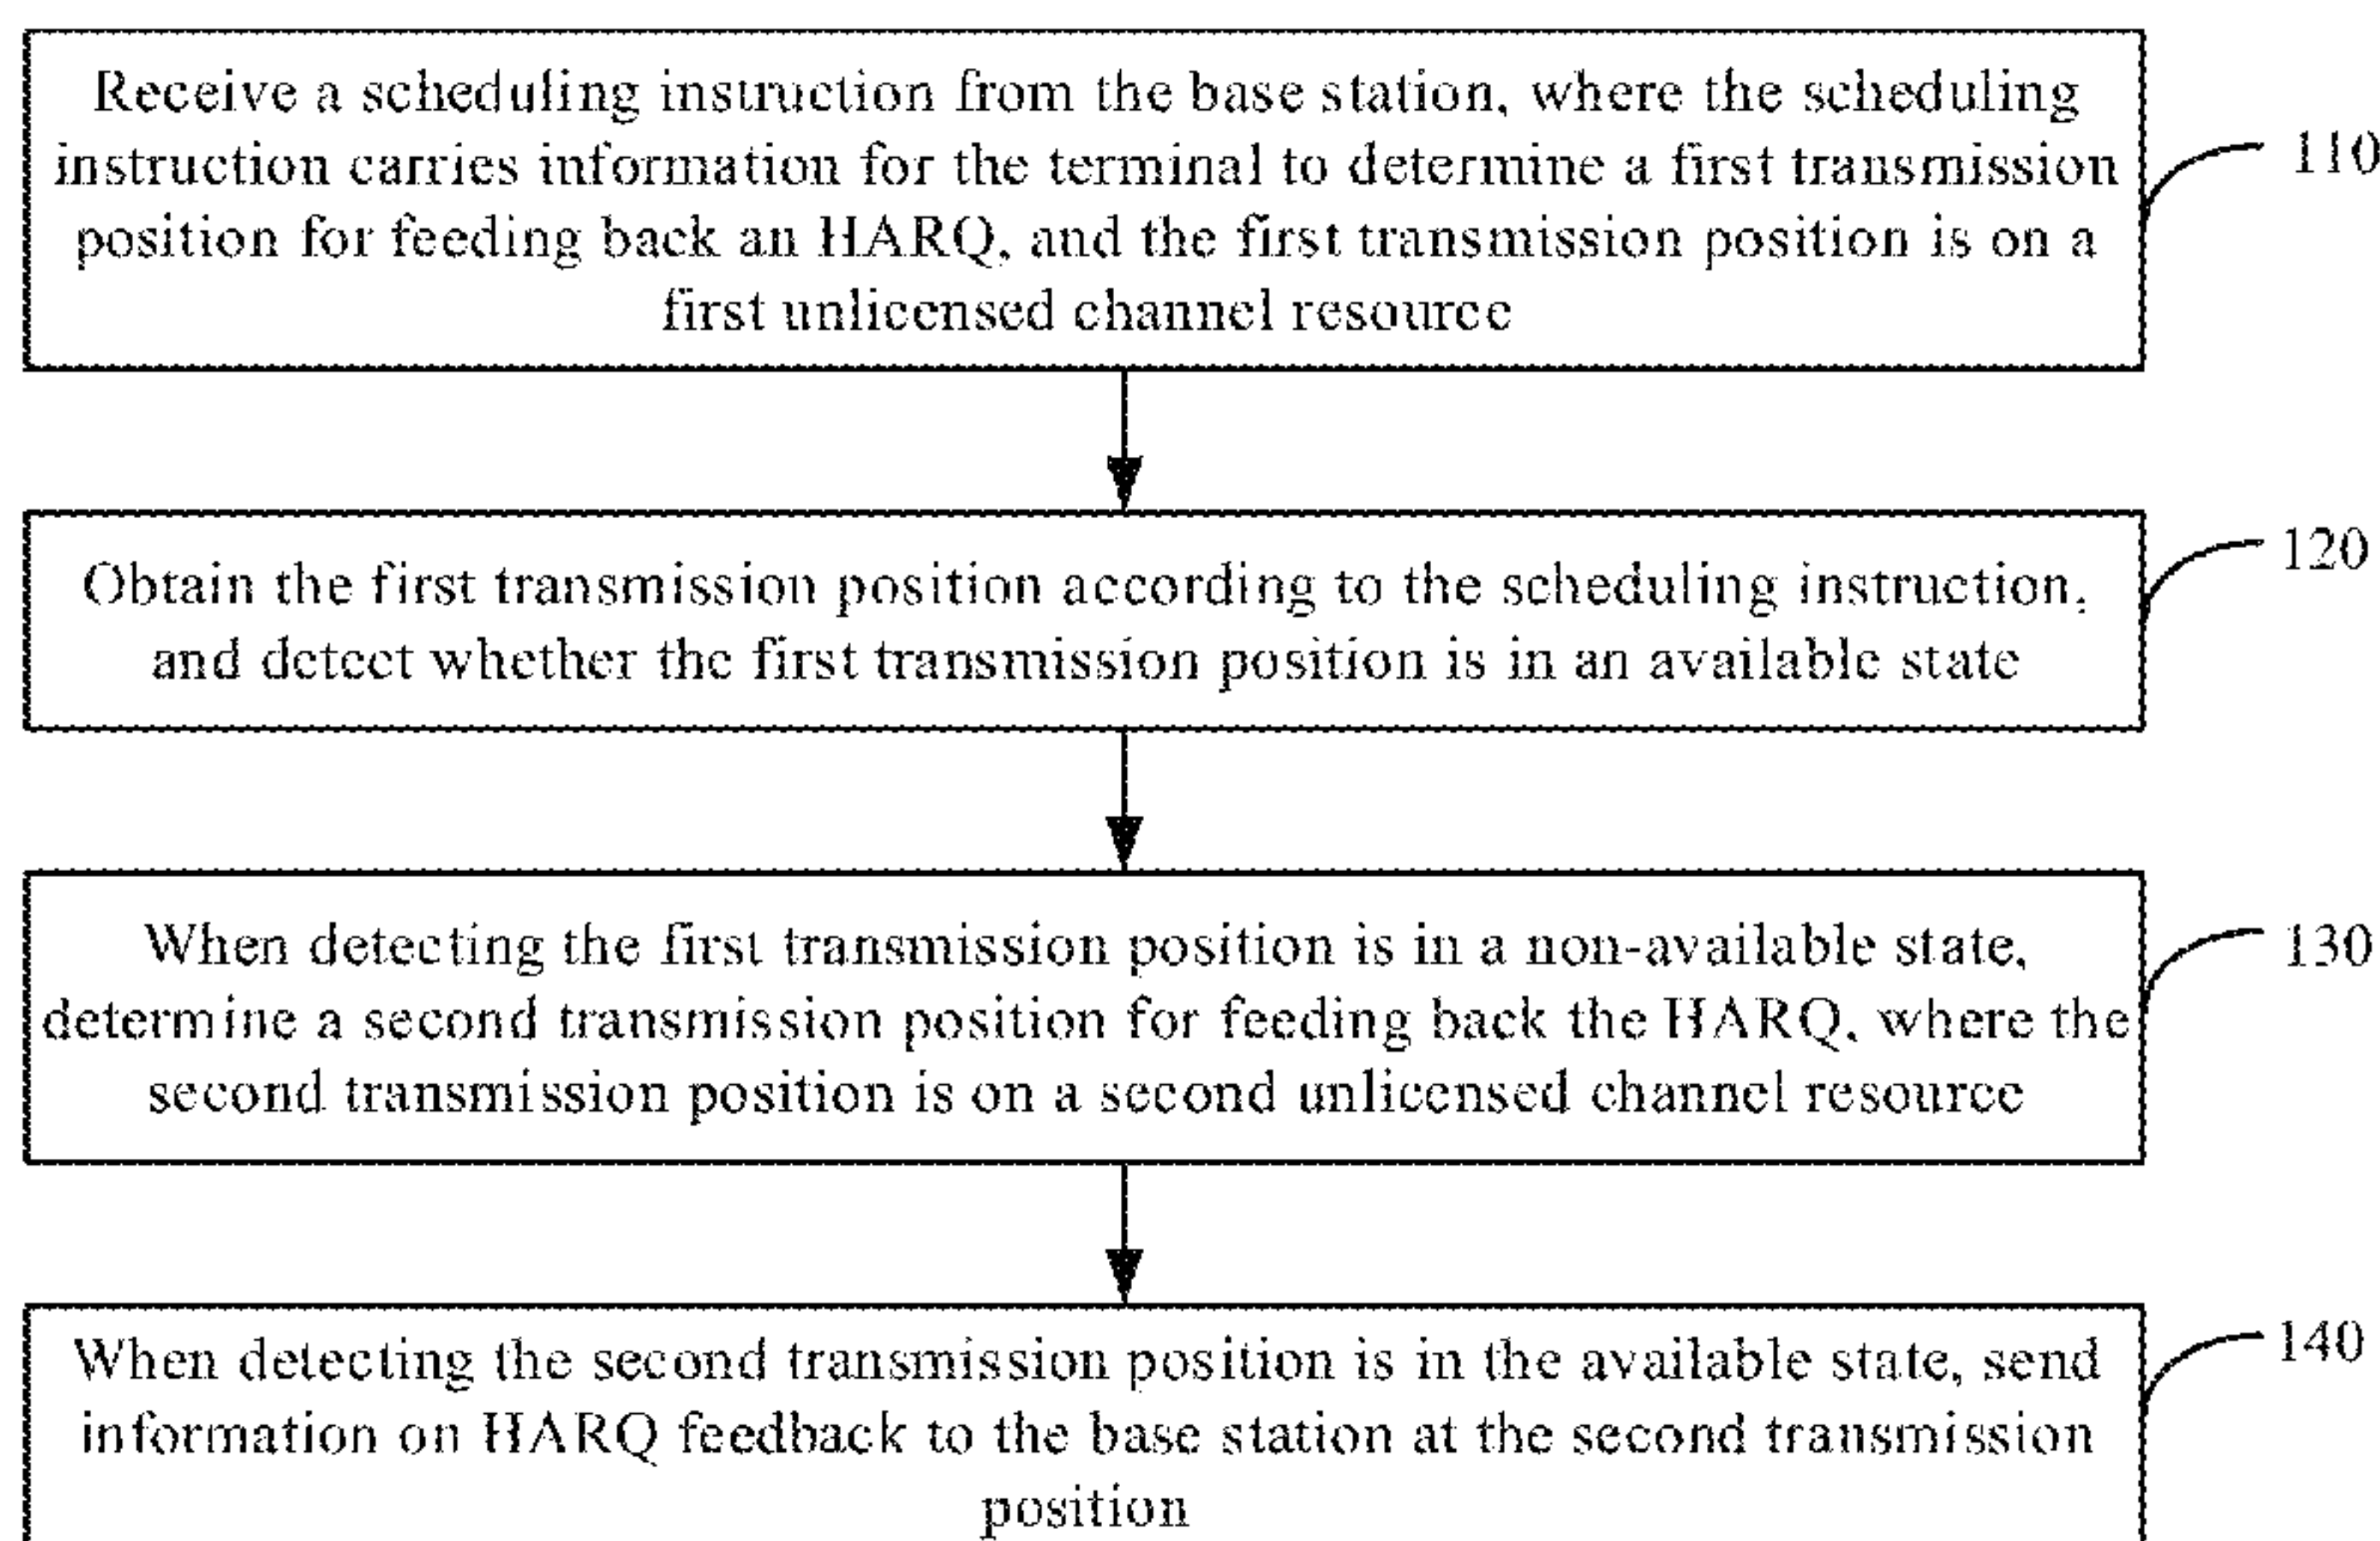 Receive a scheduling instruction from the base station, where the scheduling
instruction carries information for the terminal to determine a first transmission
position for feeding back an HARQ, and the first transmission position is on a
first unlicensed channel resource
110
Obtain the first transmission position according to the scheduling instruction,
and detect whether the first transmission position is in an available state
120
When detecting the first transmission position is in a non-available state,
determine a second transmission position for feeding back the HARQ, where the
second transmission position is on a second unlicensed channel resource
130
When detecting the second transmission position is in the available state, send
information on HARQ feedback to the base station at the second transmission
position
140